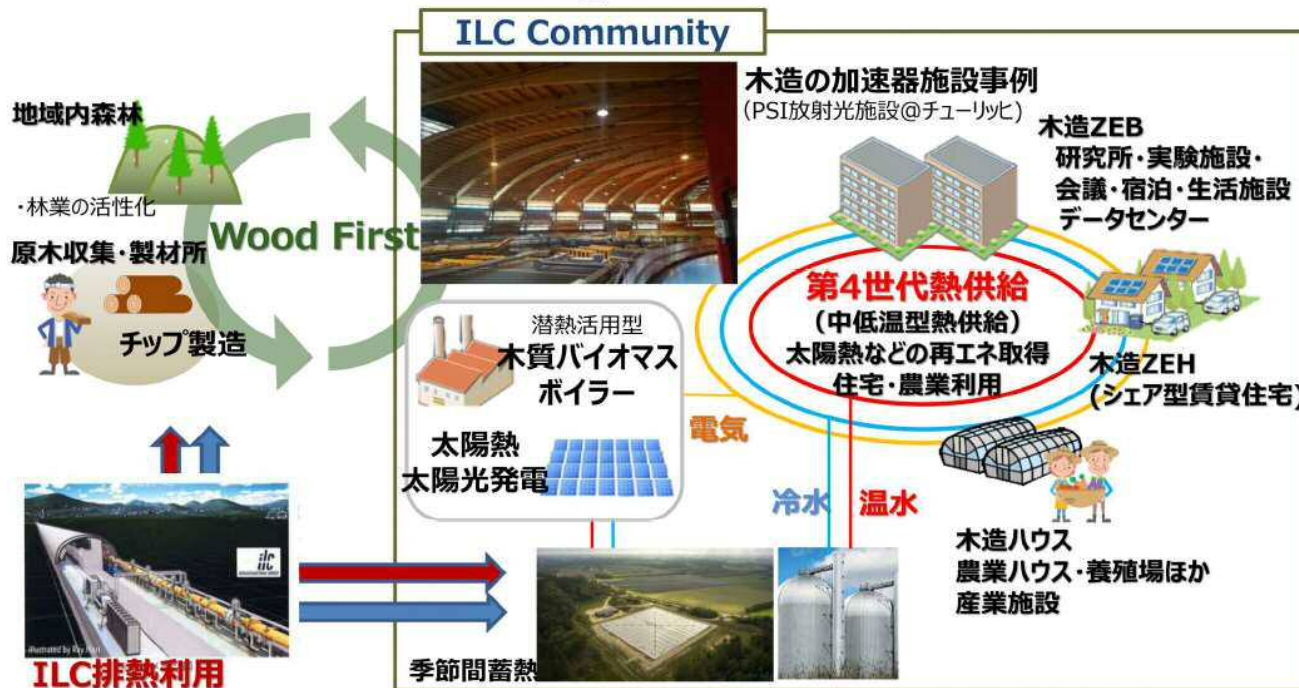 ILC Community
木造の加速器施設事例
(PSI放射光施設@チューリッヒ)
地域内森林
・林業の活性化
原木収集・製材所
チップ製造
Wood First
木造ZEB
研究所・実験施設・
会議・宿泊・生活施設
データセンター
第4世代熱供給
（中低温型熱供給）
太陽熱などの再エネ取得
住宅・農業利用
木造ZEH
(シェア型賃貸住宅)
潜熱活用型
木質バイオマス
ボイラー
太陽熱
太陽光発電
電気
冷水
温水
木造ハウス
農業ハウス・養殖場ほか
産業施設
ilc
illustrated by Rey.Hori
ILC排熱利用
季節間蓄熱